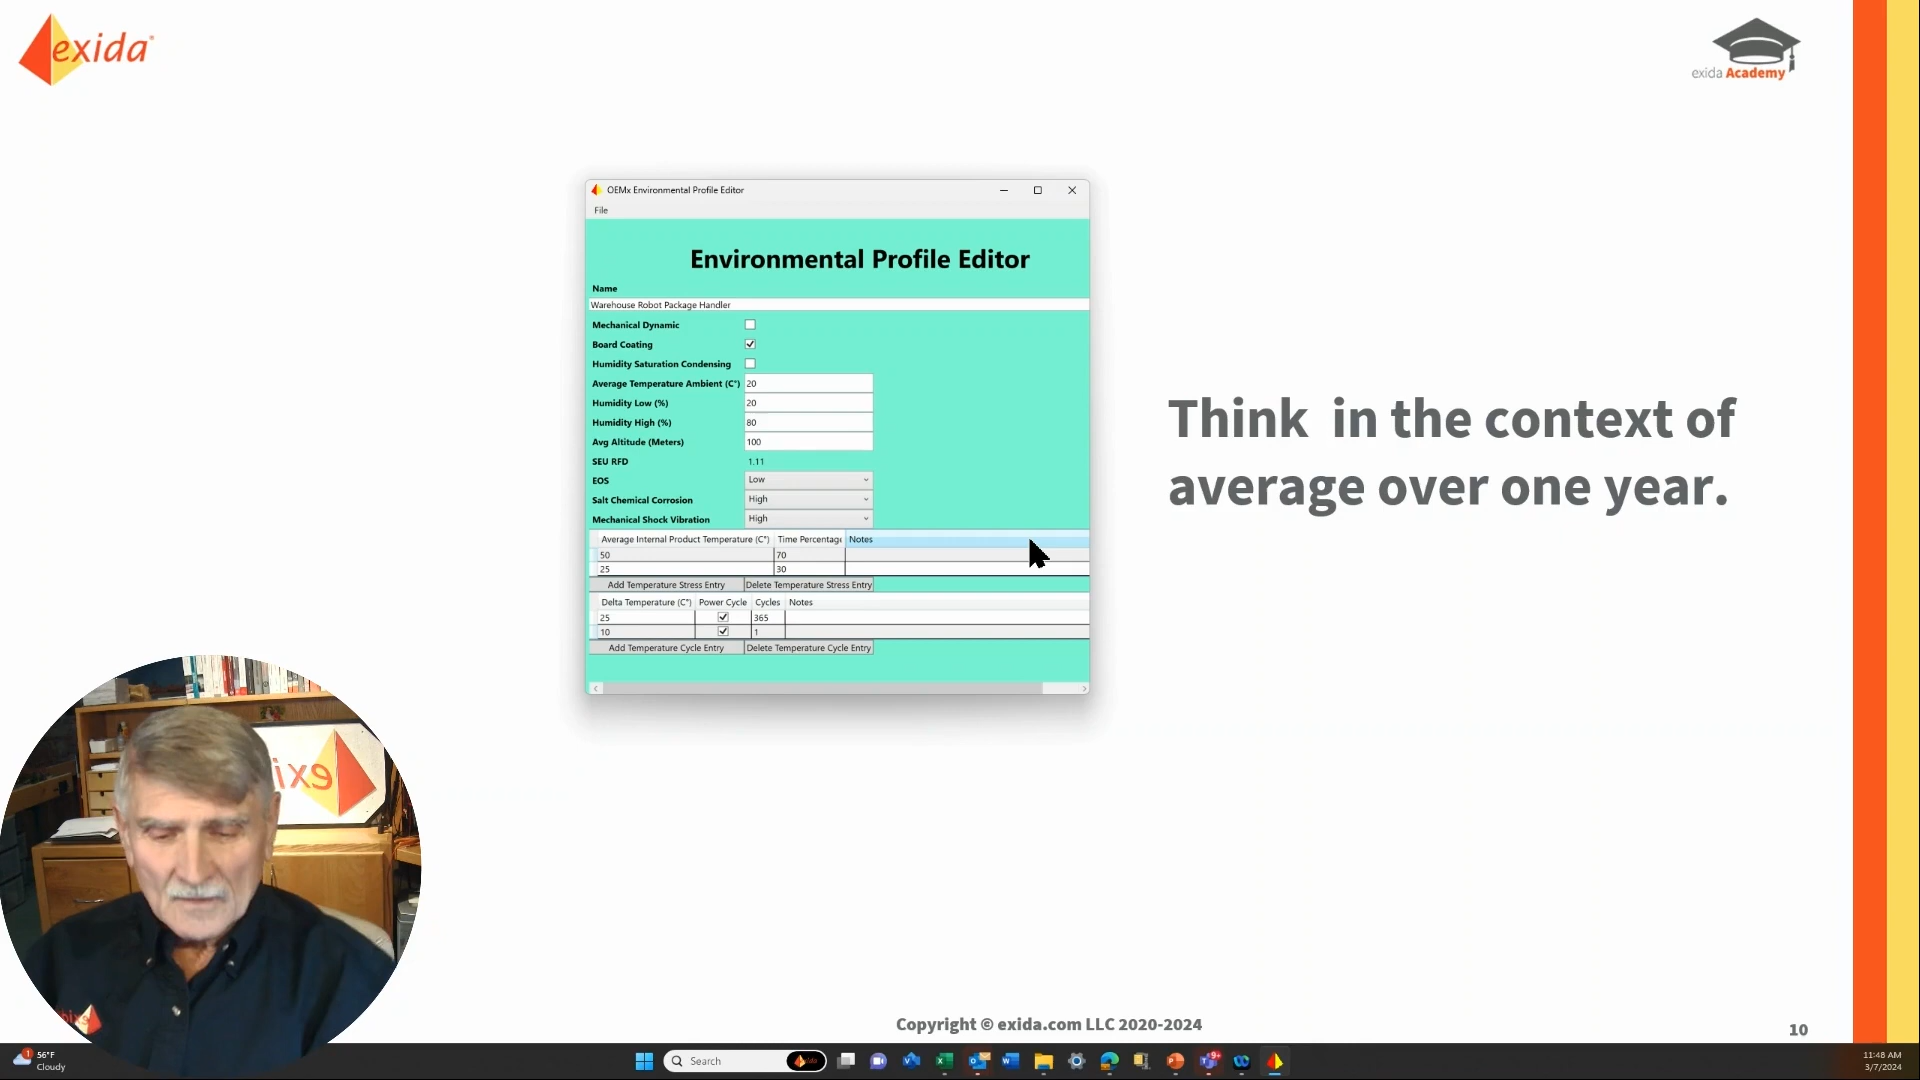 exida
exida Academy
OEMx Environmental Profile Editor
File
Environmental Profile Editor
Name
Warehouse Robot Package Handler
Mechanical Dynamic
Board Coating
Humidity Saturation Condensing
Average Temperature Ambient (C°) 20
Humidity Low (%) 20
Humidity High (%) 80
Avg Altitude (Meters) 100
SEU RFD 1.11
EOS Low
Salt Chemical Corrosion High
Mechanical Shock Vibration High
Average Internal Product Temperature (C°) Time Percentage Notes
50 70
25 30
Add Temperature Stress Entry Delete Temperature Stress Entry
Delta Temperature (C°) Power Cycle Cycles Notes
25 365
10 1
Add Temperature Cycle Entry Delete Temperature Cycle Entry
Think in the context of
average over one year.
Copyright © exida.com LLC 2020-2024
10
1
56°F
Cloudy
Search
9+
11:48 AM
3/7/2024